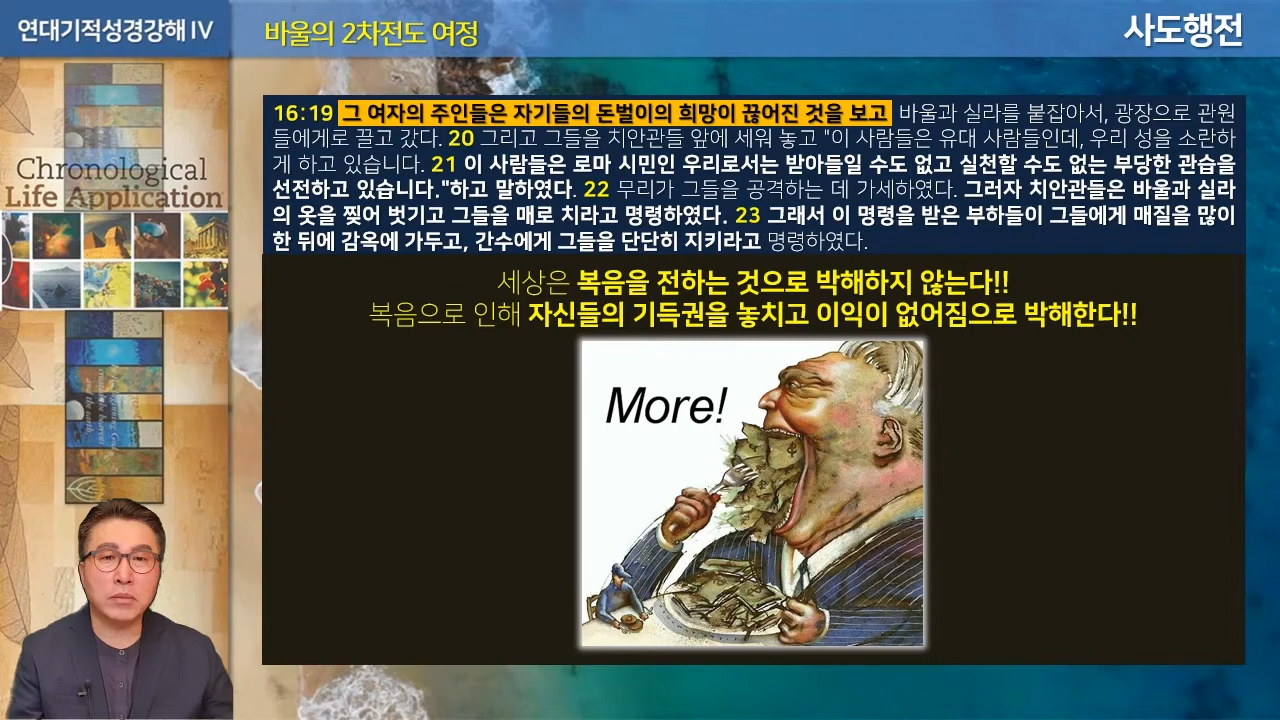 연대기적성경강해 IV
바울의 2차전도 여정
사도행전
Chronological
Life Application
16:19 그 여자의 주인들은 자기들의 돈벌이의 희망이 끊어진 것을 보고 바울과 실라를 붙잡아서, 광장으로 관원
들에게로 끌고 갔다. 20 그리고 그들을 치안관들 앞에 세워 놓고 "이 사람들은 유대 사람들인데, 우리 성을 소란하
게 하고 있습니다. 21 이 사람들은 로마 시민인 우리로서는 받아들일 수도 없고 실천할 수도 없는 부당한 관습을
선전하고 있습니다."하고 말하였다. 22 무리가 그들을 공격하는 데 가세하였다. 그러자 치안관들은 바울과 실라
의 옷을 찢어 벗기고 그들을 매로 치라고 명령하였다. 23 그래서 이 명령을 받은 부하들이 그들에게 매질을 많이
한 뒤에 감옥에 가두고, 간수에게 그들을 단단히 지키라고 명령하였다.
세상은 복음을 전하는 것으로 박해하지 않는다!!
복음으로 인해 자신들의 기득권을 놓치고 이익이 없어짐으로 박해한다!!
More!